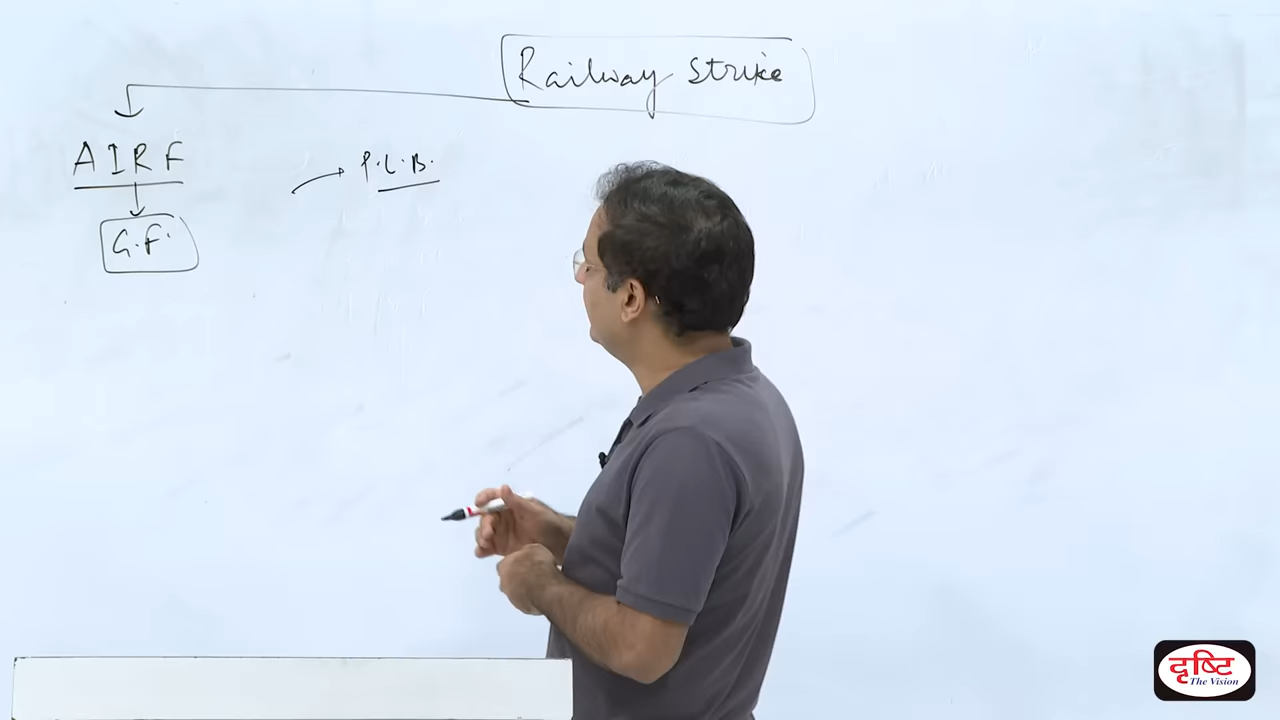 Railway Strike
AIRF
P.L.B.
G.F.
दृष्टि
The Vision